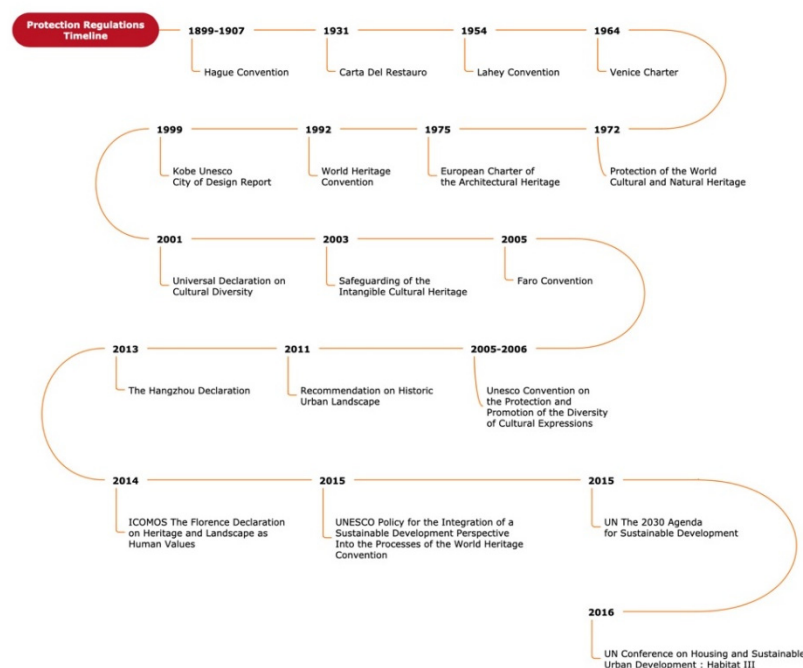 Protection Regulations
Timeline
1899-1907
Hague Convention
1931
Carta Del Restauro
1954
Lahey Convention
1964
Venice Charter
1972
Protection of the World
Cultural and Natural Heritage
1975
European Charter of
the Architectural Heritage
1992
World Heritage
Convention
1999
Kobe Unesco
City of Design Report
2001
Universal Declaration on
Cultural Diversity
2003
Safeguarding of the
Intangible Cultural Heritage
2005
Faro Convention
2005-2006
Unesco Convention on
the Protection and
Promotion of the Diversity
of Cultural Expressions
2011
Recommendation on Historic
Urban Landscape
2013
The Hangzhou Declaration
2014
ICOMOS The Florence Declaration
on Heritage and Landscape as
Human Values
2015
UNESCO Policy for the Integration of a
Sustainable Development Perspective
Into the Processes of the World Heritage
Convention
2015
UN The 2030 Agenda
for Sustainable Development
2016
UN Conference on Housing and Sustainable
Urban Development : Habitat III